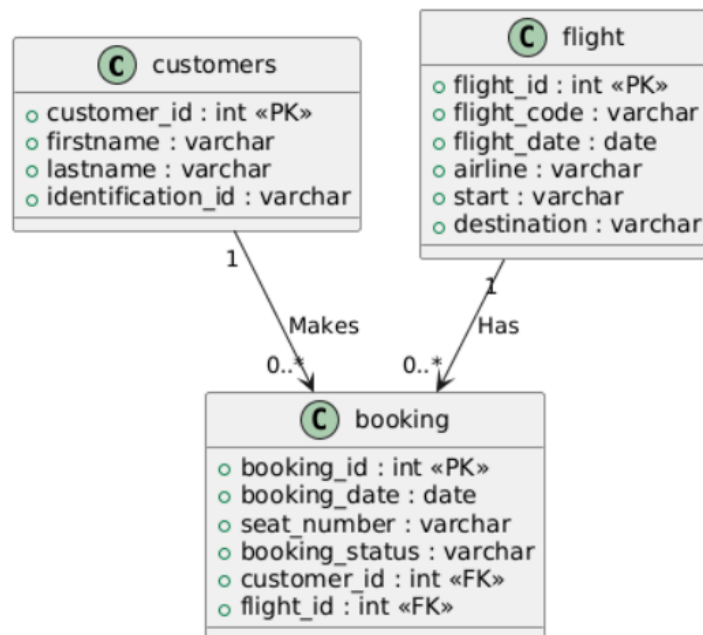 C customers
customer_id : int «PK»
firstname : varchar
lastname : varchar
identification_id : varchar
C flight
flight_id : int «PK»
flight_code : varchar
flight_date : date
airline : varchar
start : varchar
destination : varchar
1
Makes
0..*
1
Has
0..*
C booking
booking_id : int «PK»
booking_date : date
seat_number : varchar
booking_status : varchar
customer_id : int «FK»
flight_id : int «FK»